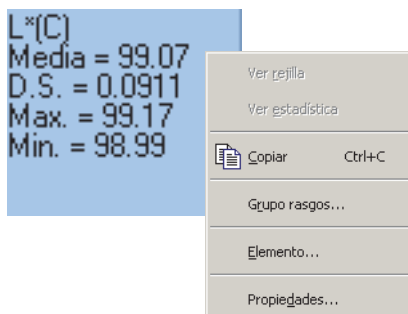 L*(C)
Media = 99.07
D.S. = 0.0911
Max. = 99.17
Min. = 98.99
Ver rejilla
Ver estadística
Copiar Ctrl+C
Grupo rasgos...
Elemento...
Propiedades...